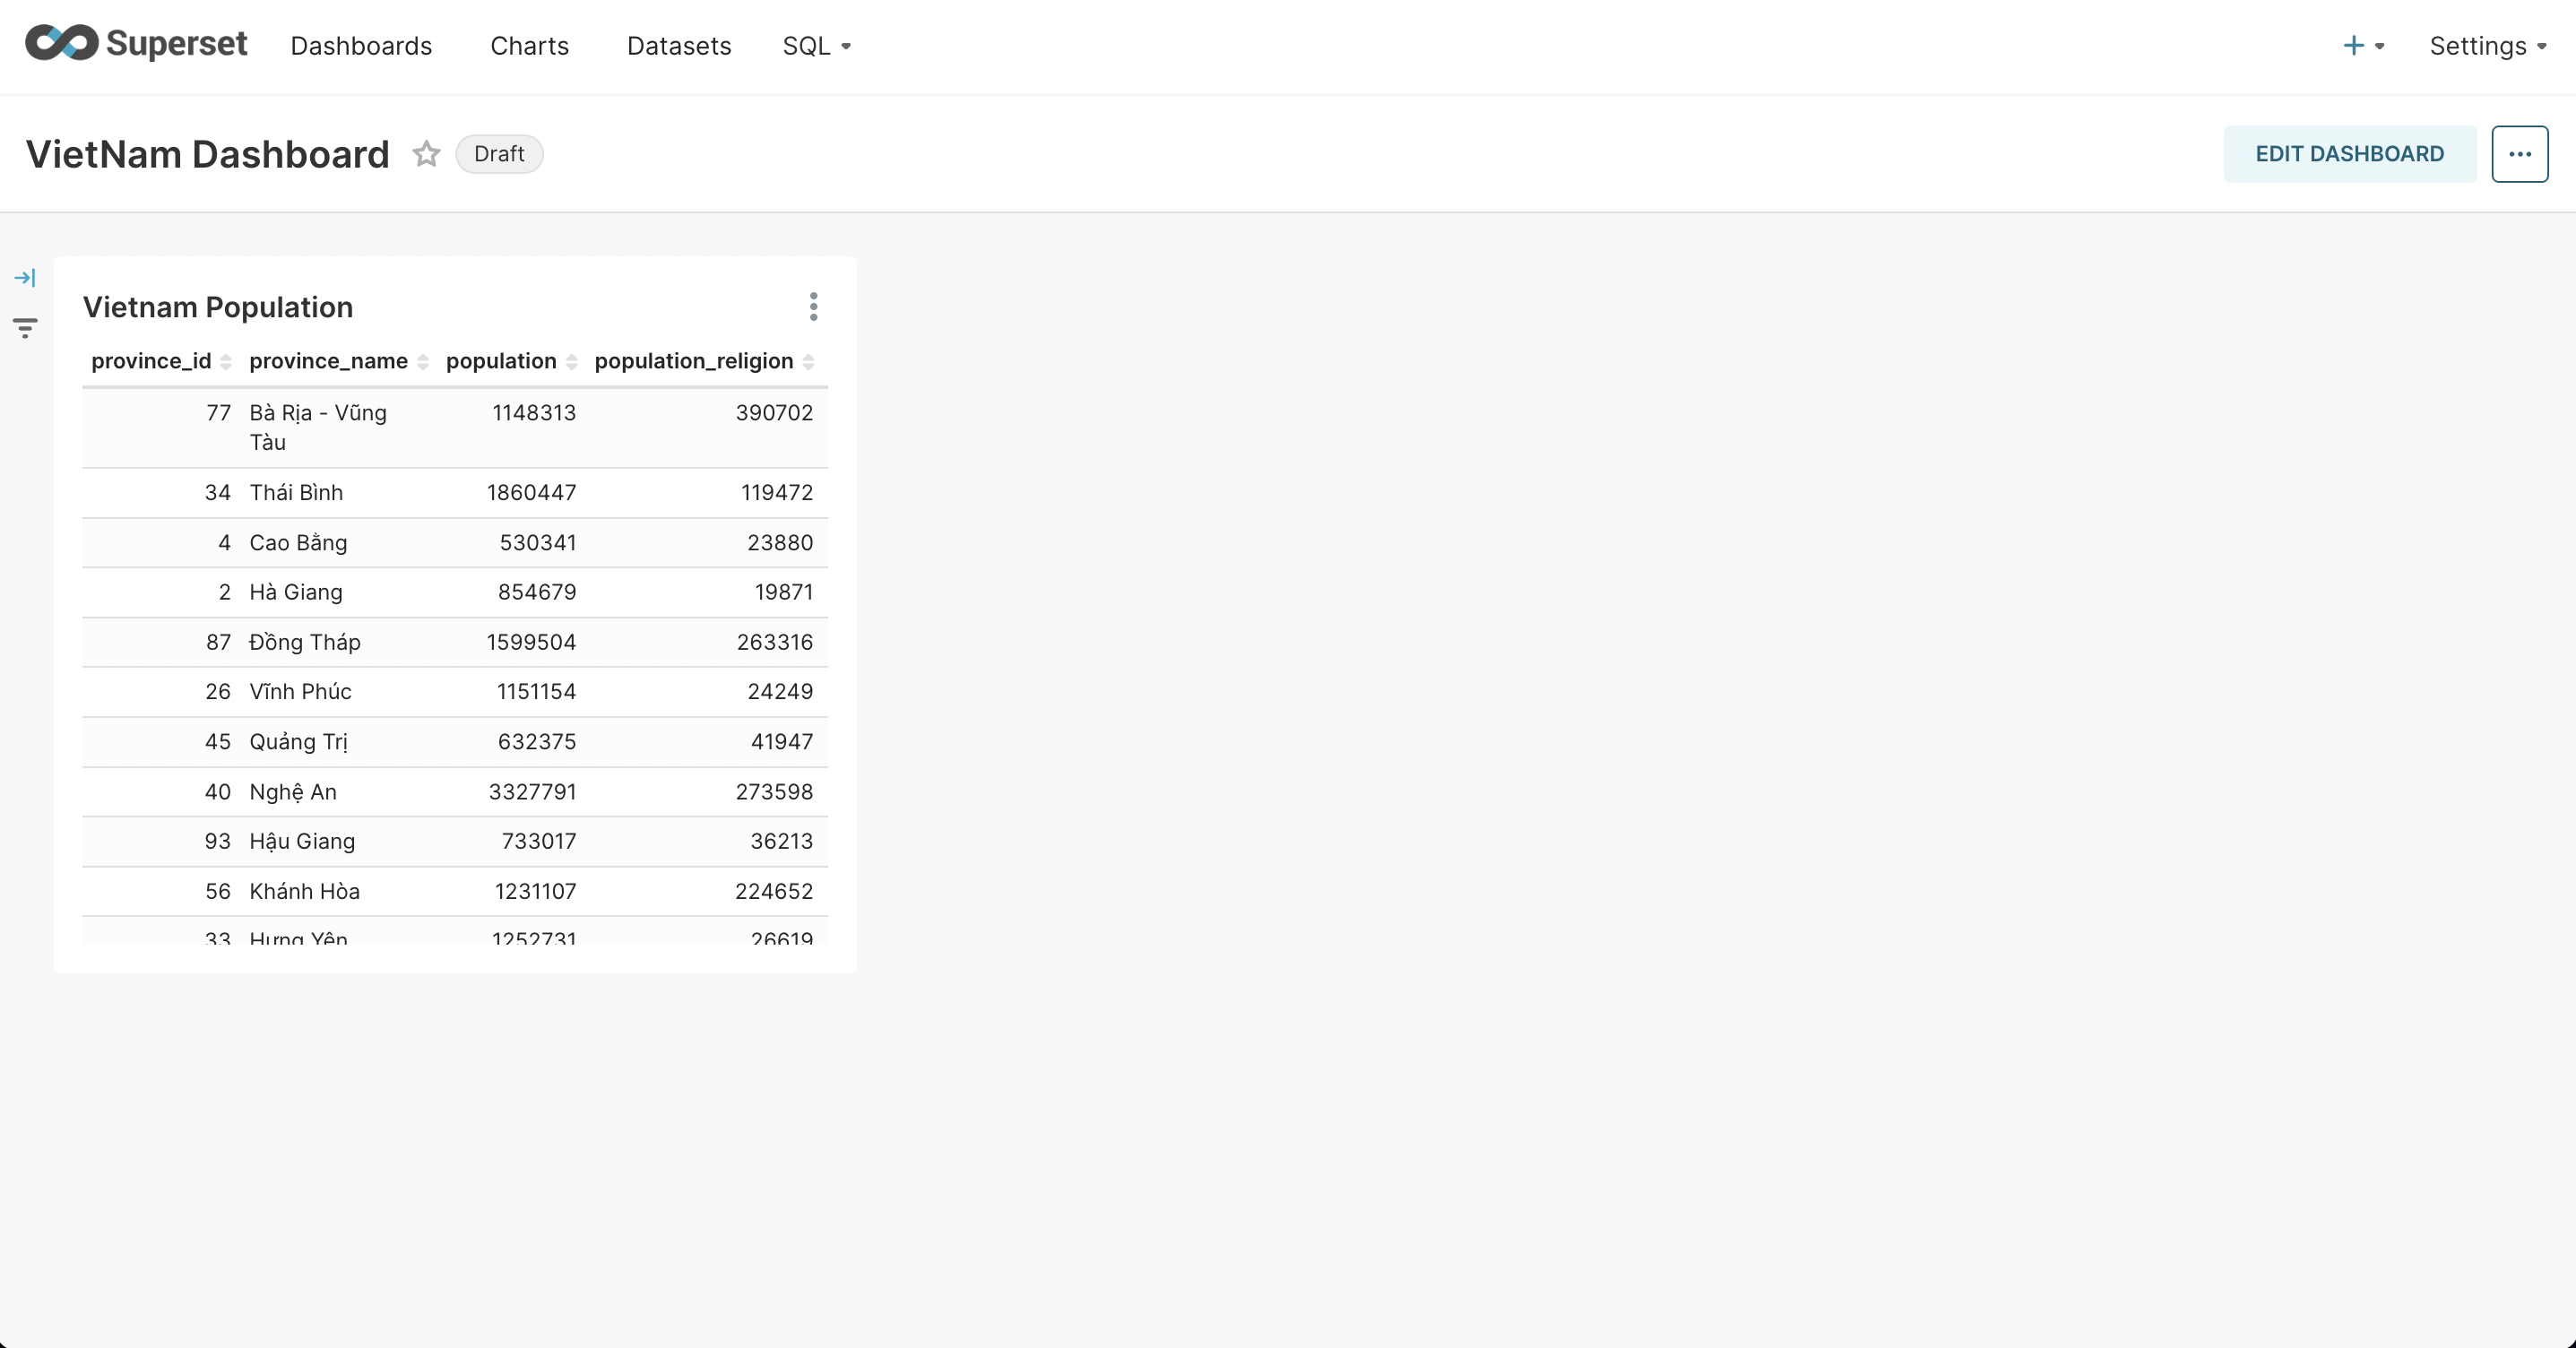 Superset Dashboards Charts Datasets SQL + Settings
VietNam Dashboard Draft EDIT DASHBOARD ...
Vietnam Population
province_id province_name population population_religion
77 Bà Rịa - Vũng Tàu 1148313 390702
34 Thái Bình 1860447 119472
4 Cao Bằng 530341 23880
2 Hà Giang 854679 19871
87 Đồng Tháp 1599504 263316
26 Vĩnh Phúc 1151154 24249
45 Quảng Trị 632375 41947
40 Nghệ An 3327791 273598
93 Hậu Giang 733017 36213
56 Khánh Hòa 1231107 224652
33 Hưng Yên 1252731 26619